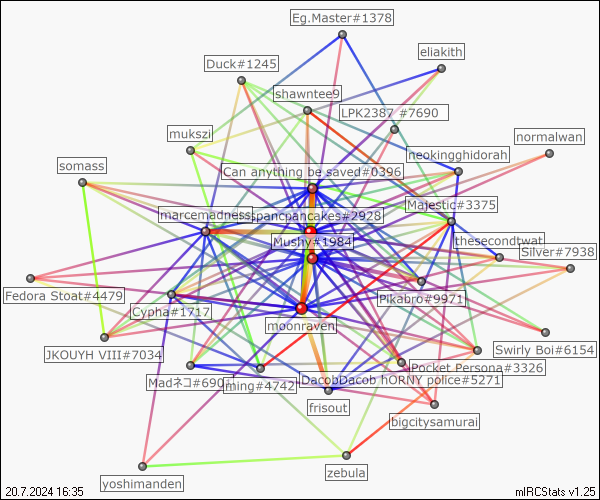 Eg.Master#1378
eliakith
Duck#1245
shawntee9
LPK2387 #7690
mukszi
normalwan
neokingghidorah
somass
Can anything be saved#0396
Majestic#3375
marcemadness
spancpancakes#2928
Mushy#1984
thesecondtwat
Silver#7938
Fedora Stoat#4479
Pikabro#9971
Cypha#1717
moonraven
JKOUYH VIII#7034
Swirly Boi#6154
Pocket Persona#3326
Madネコ#690
ming#4742
DacobDacob hORNY police#5271
frisout
bigcitysamurai
zebula
yoshimanden
20.7.2024 16:35
mIRCStats v1.25